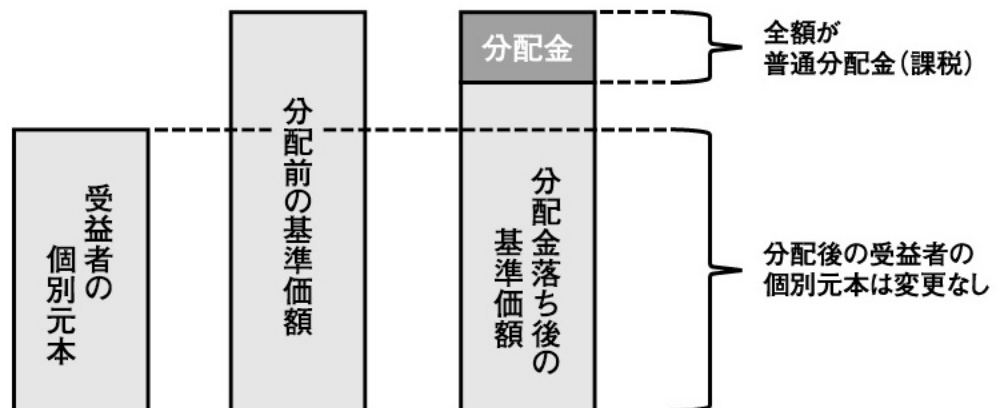 受益者の
個別元本
分配前の基準価額
分配金
分配金落ち後の
基準価額
全額が
普通分配金（課税）
分配後の受益者の
個別元本は変更なし